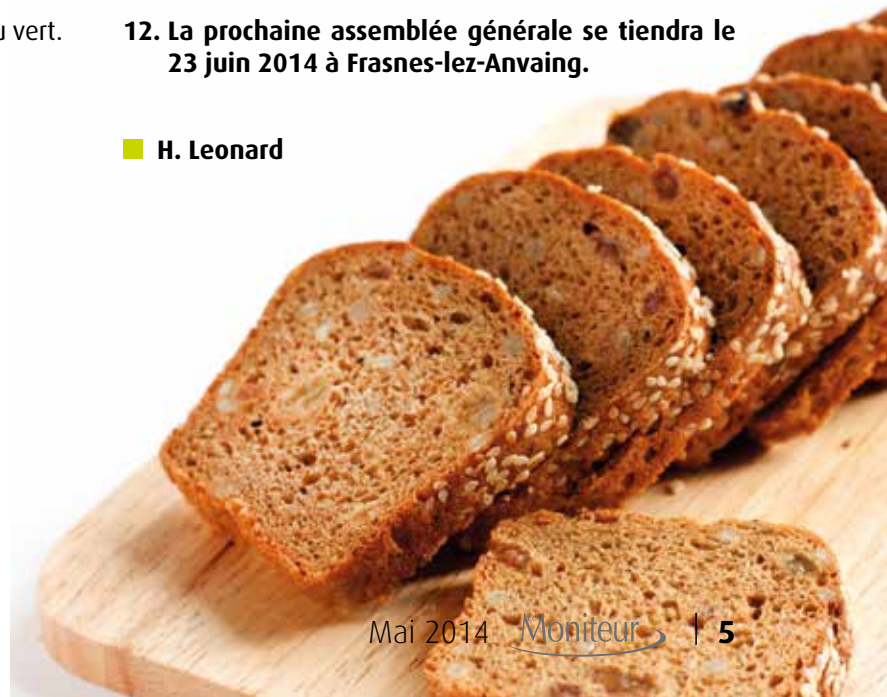 vert.
12. La prochaine assemblée générale se tiendra le
23 juin 2014 à Frasnes-lez-Anvaing.
H. Leonard
Mai 2014 Moniteur | 5